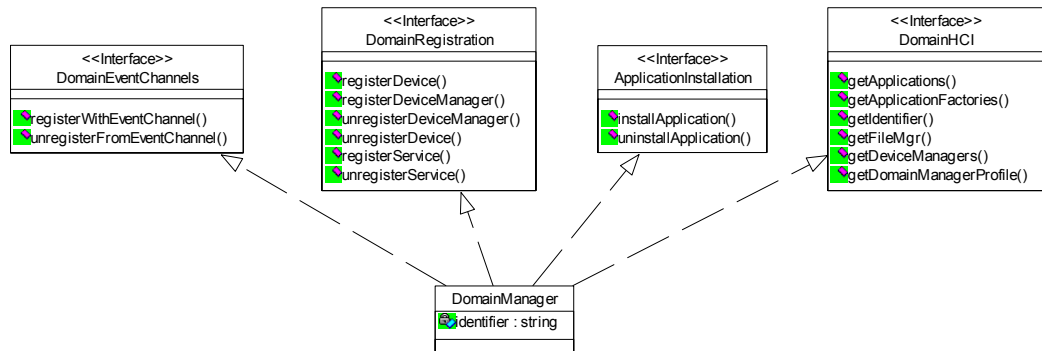 <<Interface>>
DomainEventChannels
registerWithEventChannel()
unregisterFromEventChannel()
<<Interface>>
DomainRegistration
registerDevice()
registerDeviceManager()
unregisterDeviceManager()
unregisterDevice()
registerService()
unregisterService()
<<Interface>>
ApplicationInstallation
installApplication()
uninstallApplication()
<<Interface>>
DomainHCI
getApplications()
getApplicationFactories()
getIdentifier()
getFileMgr()
getDeviceManagers()
getDomainManagerProfile()
DomainManager
identifier : string